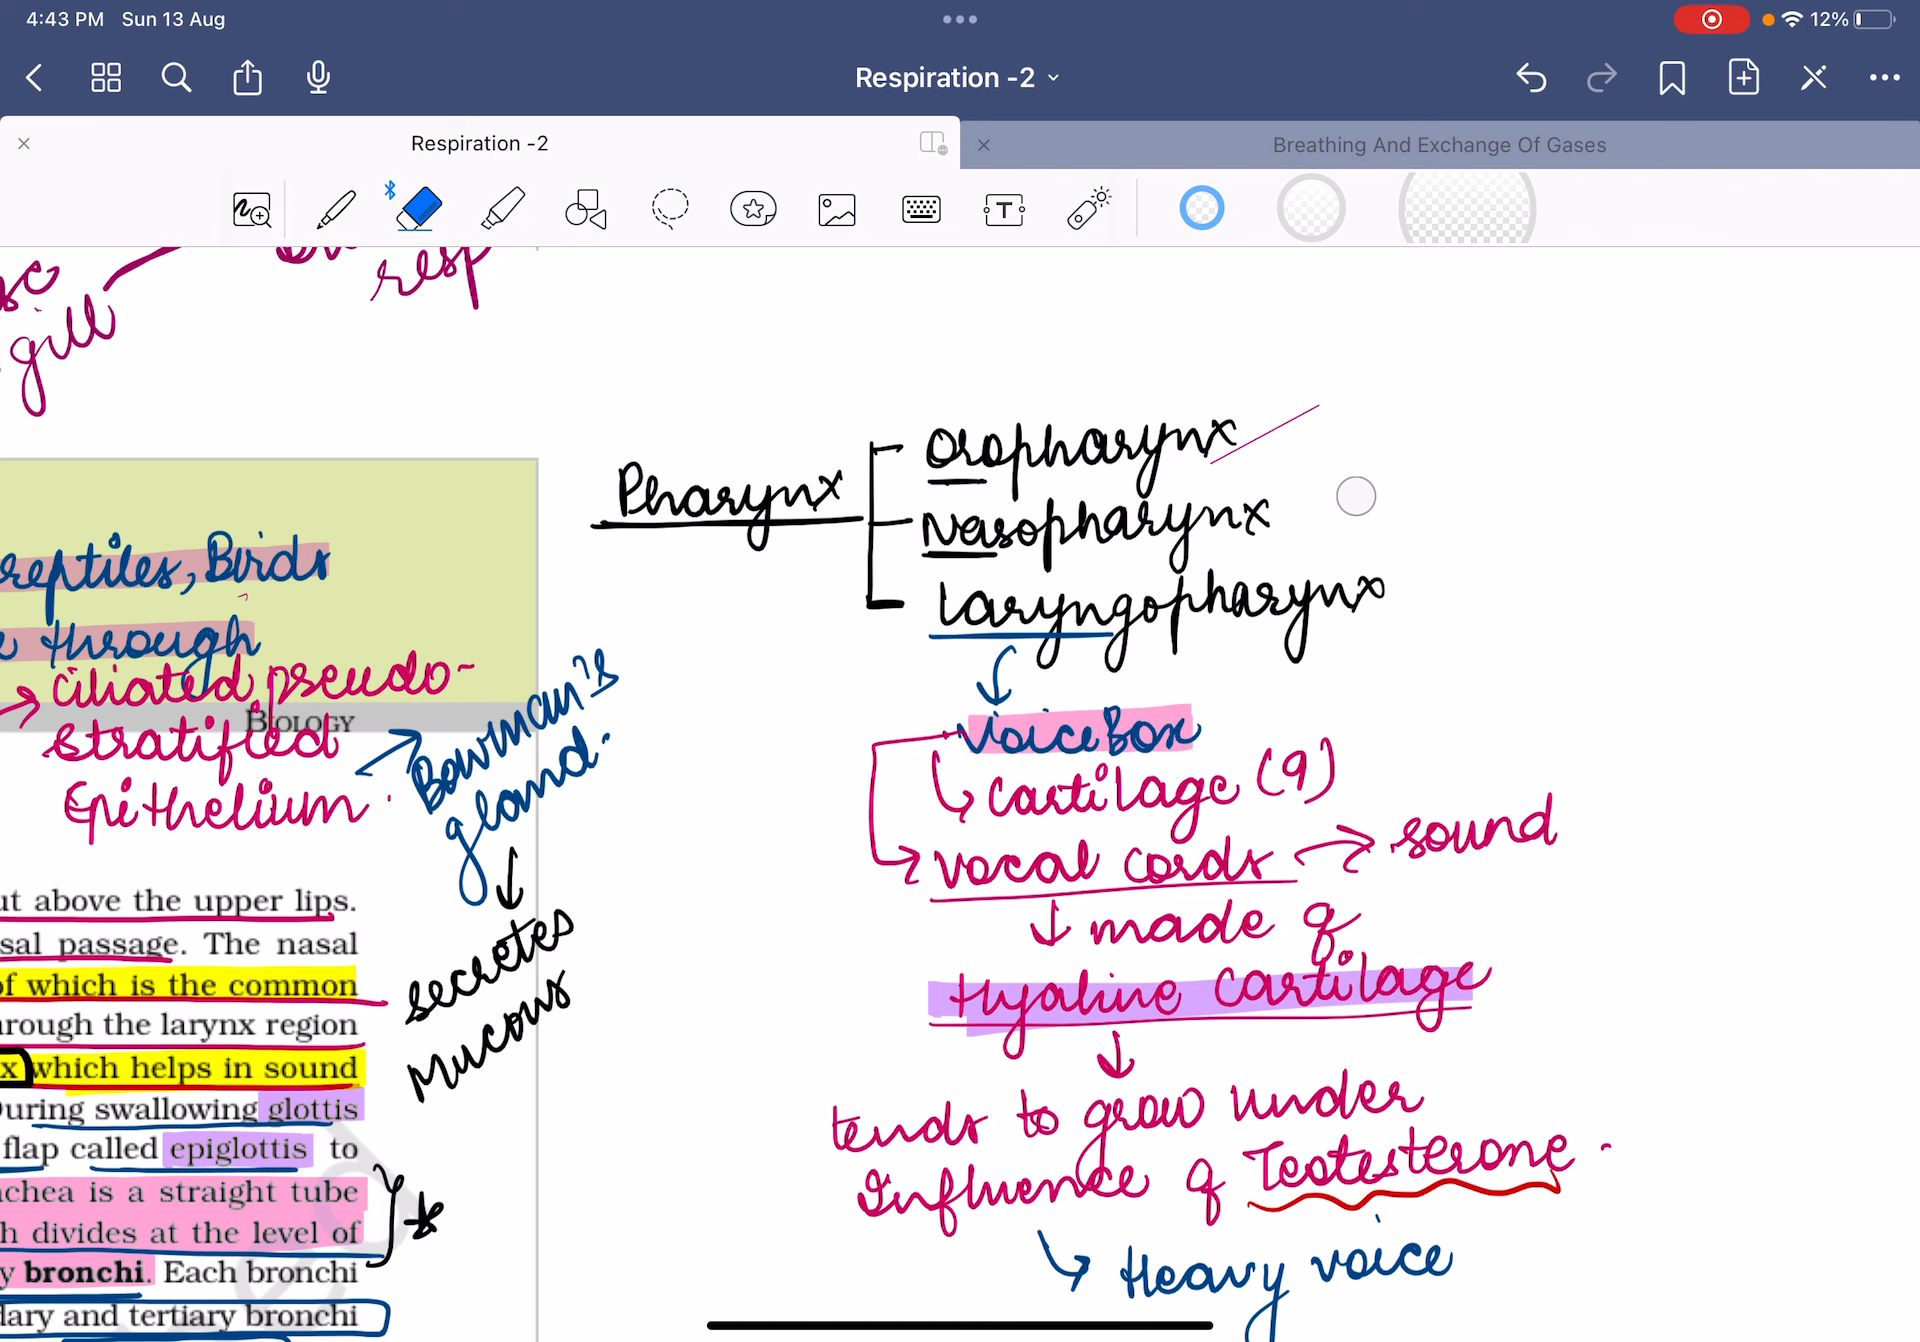 4:43 PM Sun 13 Aug
12%
Respiration -2
Respiration -2
Breathing And Exchange Of Gases
T
gill
resp
Pharynx
Oropharynx
Nasopharynx
Laryngopharynx
reptiles, Birds
through
Ciliated pseudo-
BIOLOGY
stratified
Epithelium.
Bowman's
gland.
secretes
Mucous
Voice Box
Cartilage (9)
vocal cords → sound
↓ made of
Hyaline Cartilage
↓
tends to grow under
Influence of Testesterone.
Heavy voice
ut above the upper lips.
sal passage. The nasal
of which is the common
rough the larynx region
x which helps in sound
During swallowing glottis
flap called epiglottis to
chea is a straight tube
h divides at the level of
y bronchi. Each bronchi
dary and tertiary bronchi